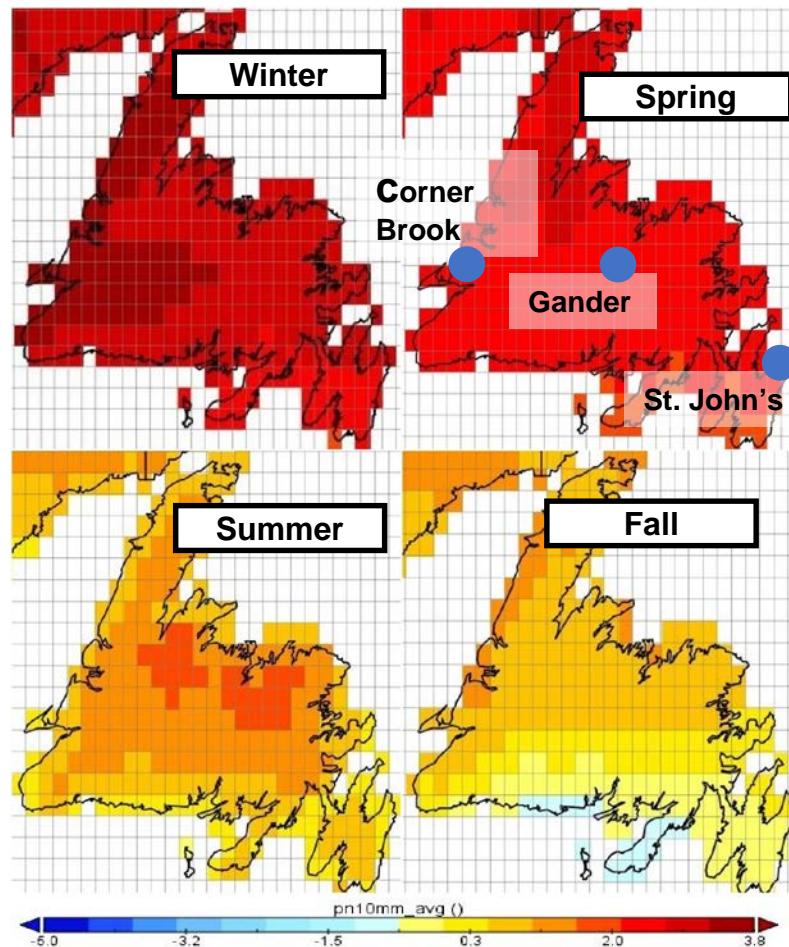 Winter
Spring
Corner
Brook
Gander
St. John's
Summer
Fall
pn10mm_avg ()
-6.0 -3.2 -1.5 0.3 2.0 3.8